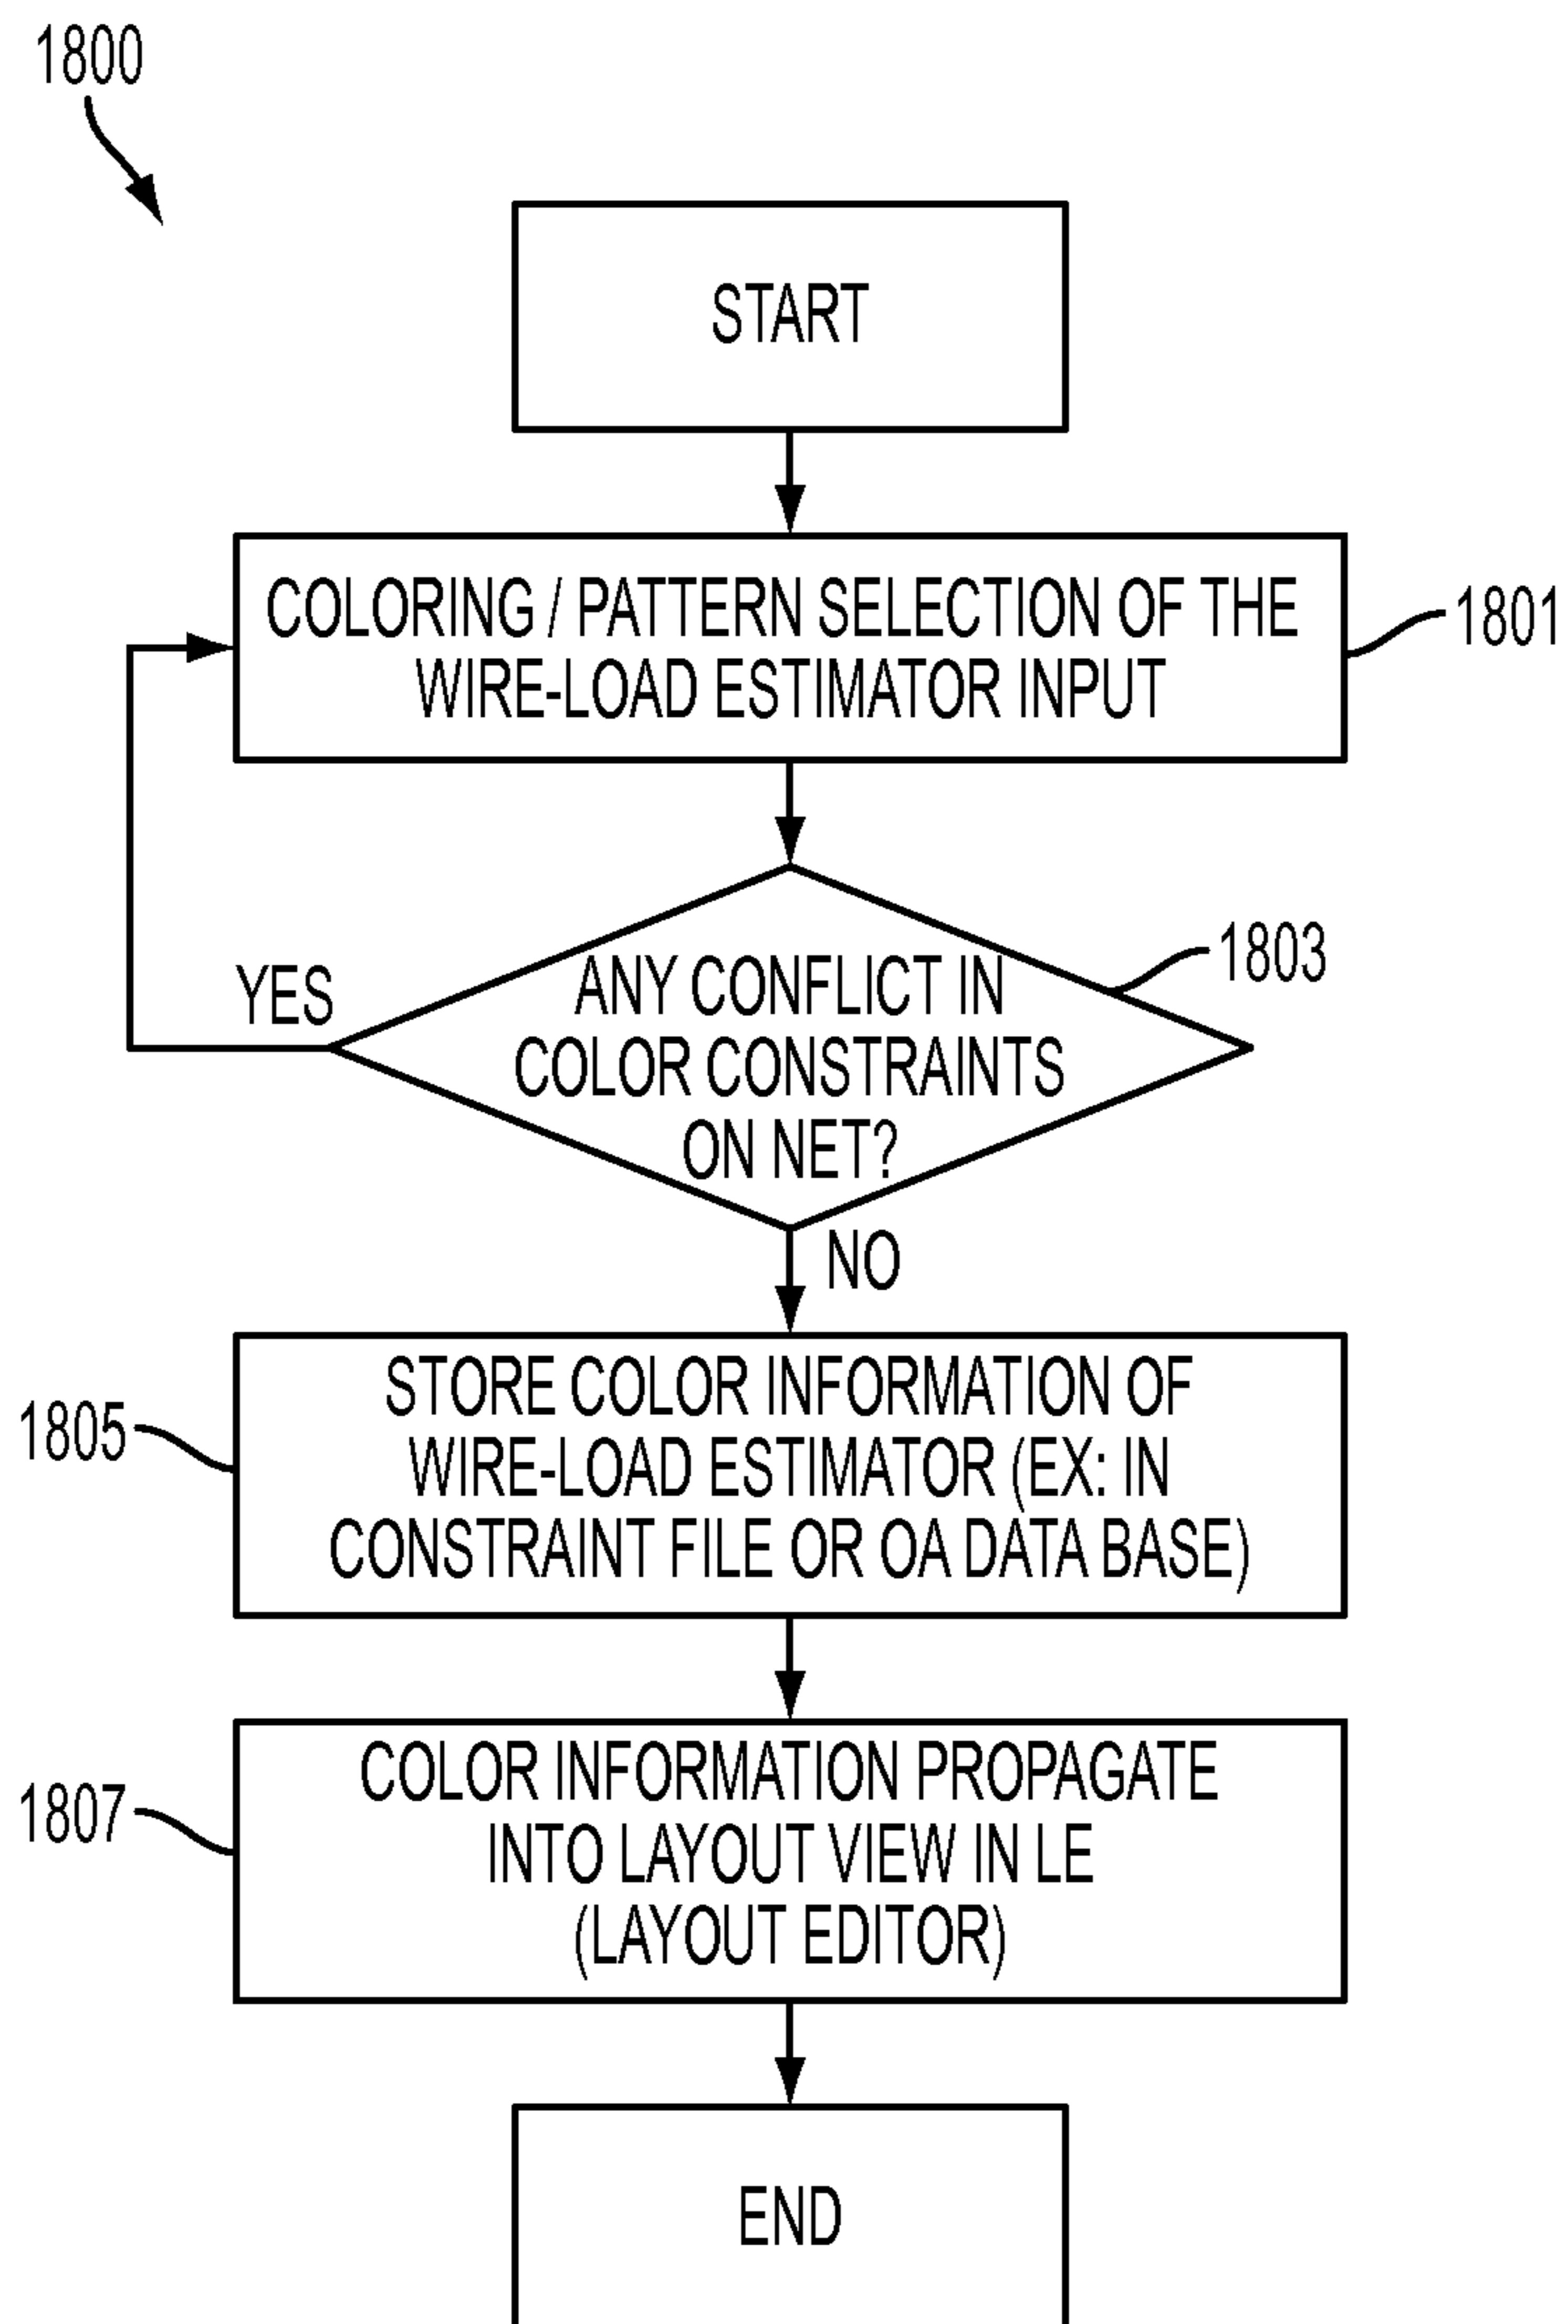 1800
START
COLORING / PATTERN SELECTION OF THE
WIRE-LOAD ESTIMATOR INPUT
1801
ANY CONFLICT IN
COLOR CONSTRAINTS
ON NET?
1803
YES
NO
STORE COLOR INFORMATION OF
WIRE-LOAD ESTIMATOR (EX: IN
CONSTRAINT FILE OR OA DATA BASE)
1805
COLOR INFORMATION PROPAGATE
INTO LAYOUT VIEW IN LE
(LAYOUT EDITOR)
1807
END